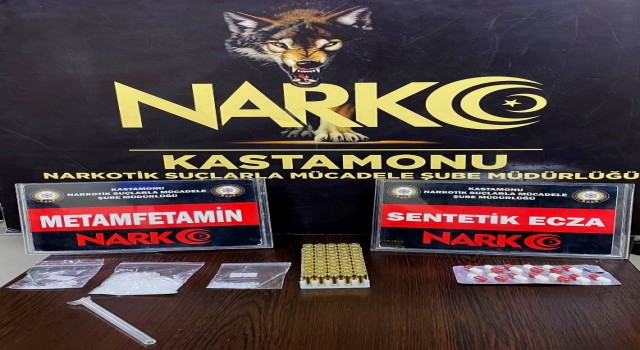 NARKO
KASTAMONU
NARKOTİK SUÇLARLA MÜCADELE ŞUBE MÜDÜRLÜĞÜ
KASTAMONU
NARKOTİK SUÇLARLA MÜCADELE
ŞUBE MÜDÜRLÜĞÜ
METAMFETAMİN
NARKO
KASTAMONU
NARKOTİK SUÇLARLA MÜCADELE
ŞUBE MÜDÜRLÜĞÜ
SENTETİK ECZA
NARKO